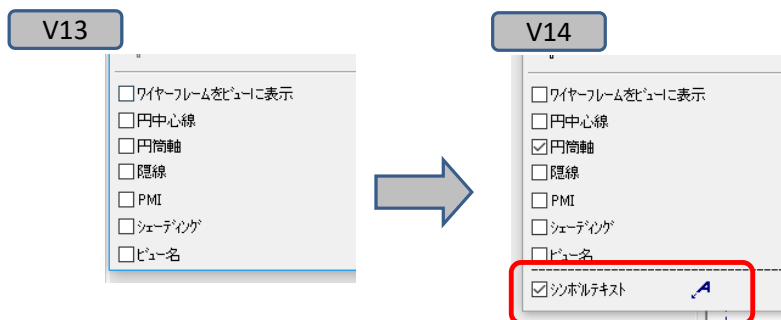 V13
V14
ワイヤーフレームをビューに表示
円中心線
円筒軸
隠線
PMI
シェーディング
ビュー名
ワイヤーフレームをビューに表示
円中心線
円筒軸
隠線
PMI
シェーディング
ビュー名
シンボルテキスト
A